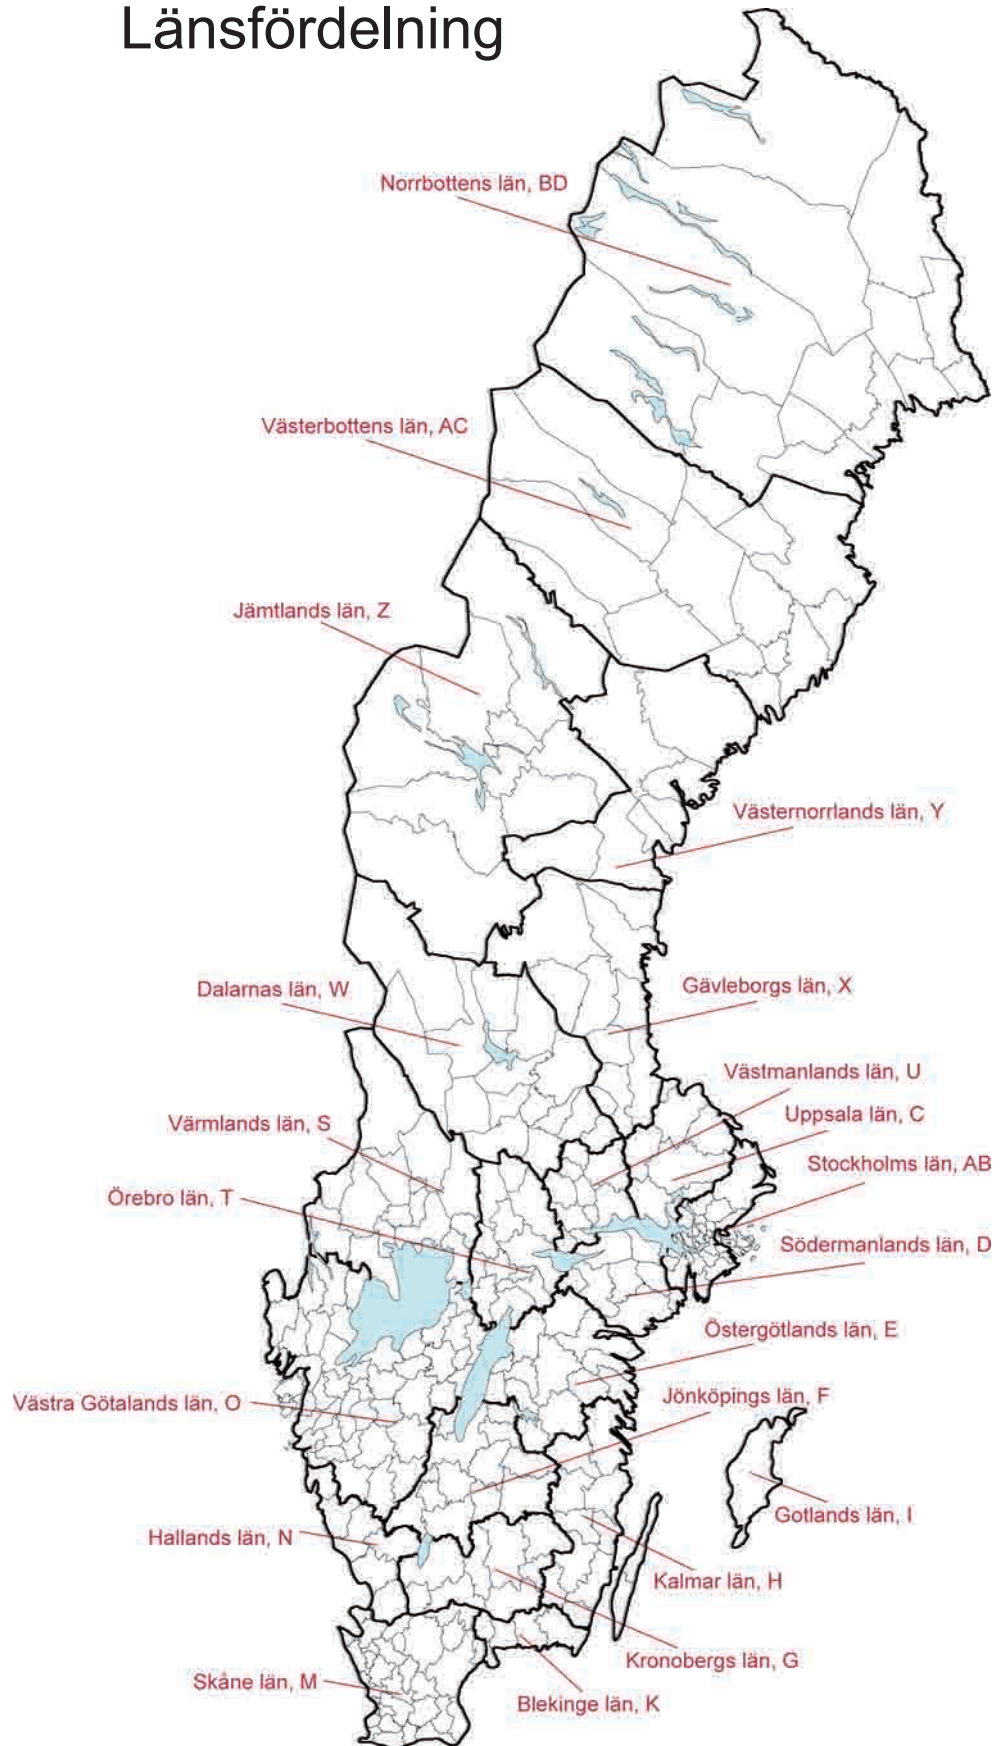 Länsfördelning
Norrbottens län, BD
Västerbottens län, AC
Jämtlands län, Z
Västernorrlands län, Y
Gävleborgs län, X
Dalarnas län, W
Västmanlands län, U
Uppsala län, C
Värmlands län, S
Stockholms län, AB
Örebro län, T
Södermanlands län, D
Östergötlands län, E
Jönköpings län, F
Västra Götalands län, O
Gotlands län, I
Hallands län, N
Kalmar län, H
Kronobergs län, G
Skåne län, M
Blekinge län, K